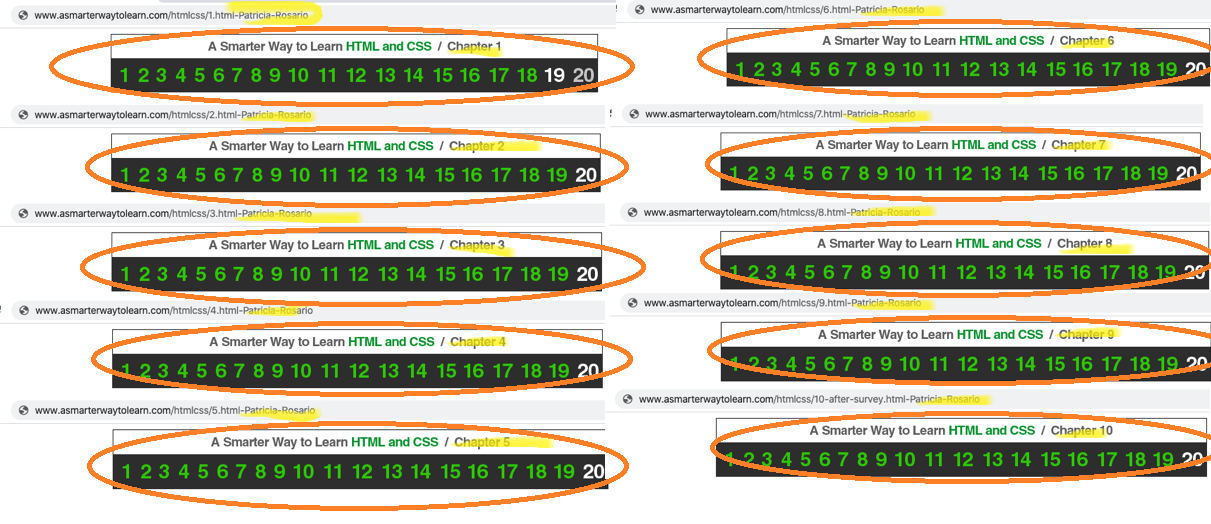 www.asmarterwaytolearn.com/htmlcss/1.html-Patricia-Rosario
A Smarter Way to Learn HTML and CSS / Chapter 1
1 2 3 4 5 6 7 8 9 10 11 12 13 14 15 16 17 18 19 20
www.asmarterwaytolearn.com/htmlcss/2.html-Patricia-Rosario
A Smarter Way to Learn HTML and CSS / Chapter 2
1 2 3 4 5 6 7 8 9 10 11 12 13 14 15 16 17 18 19 20
www.asmarterwaytolearn.com/htmlcss/3.html-Patricia-Rosario
A Smarter Way to Learn HTML and CSS / Chapter 3
1 2 3 4 5 6 7 8 9 10 11 12 13 14 15 16 17 18 19 20
www.asmarterwaytolearn.com/htmlcss/4.html-Patricia-Rosario
A Smarter Way to Learn HTML and CSS / Chapter 4
1 2 3 4 5 6 7 8 9 10 11 12 13 14 15 16 17 18 19 20
www.asmarterwaytolearn.com/htmlcss/5.html-Patricia-Rosario
A Smarter Way to Learn HTML and CSS / Chapter 5
1 2 3 4 5 6 7 8 9 10 11 12 13 14 15 16 17 18 19 20
www.asmarterwaytolearn.com/htmlcss/6.html-Patricia-Rosario
A Smarter Way to Learn HTML and CSS / Chapter 6
1 2 3 4 5 6 7 8 9 10 11 12 13 14 15 16 17 18 19 20
www.asmarterwaytolearn.com/htmlcss/7.html-Patricia-Rosario
A Smarter Way to Learn HTML and CSS / Chapter 7
1 2 3 4 5 6 7 8 9 10 11 12 13 14 15 16 17 18 19 20
www.asmarterwaytolearn.com/htmlcss/8.html-Patricia-Rosario
A Smarter Way to Learn HTML and CSS / Chapter 8
1 2 3 4 5 6 7 8 9 10 11 12 13 14 15 16 17 18 19 20
www.asmarterwaytolearn.com/htmlcss/9.html-Patricia-Rosario
A Smarter Way to Learn HTML and CSS / Chapter 9
1 2 3 4 5 6 7 8 9 10 11 12 13 14 15 16 17 18 19 20
www.asmarterwaytolearn.com/htmlcss/10-after-survey.html-Patricia-Rosario
A Smarter Way to Learn HTML and CSS / Chapter 10
1 2 3 4 5 6 7 8 9 10 11 12 13 14 15 16 17 18 19 20